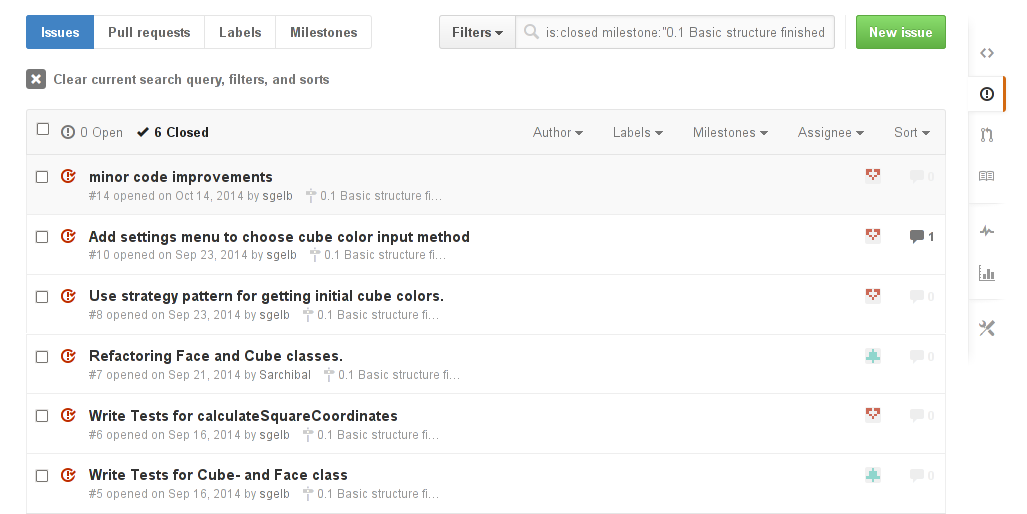 Issues Pull requests Labels Milestones Filters is:closed milestone:"0.1 Basic structure finished New issue
Clear current search query, filters, and sorts
0 Open 6 Closed Author Labels Milestones Assignee Sort
minor code improvements 0
#14 opened on Oct 14, 2014 by sgelb 0.1 Basic structure fi…
Add settings menu to choose cube color input method 1
#10 opened on Sep 23, 2014 by sgelb 0.1 Basic structure fi…
Use strategy pattern for getting initial cube colors. 0
#8 opened on Sep 23, 2014 by sgelb 0.1 Basic structure fi…
Refactoring Face and Cube classes. 0
#7 opened on Sep 21, 2014 by Sarchibal 0.1 Basic structure fi…
Write Tests for calculateSquareCoordinates 0
#6 opened on Sep 16, 2014 by sgelb 0.1 Basic structure fi…
Write Tests for Cube- and Face class 0
#5 opened on Sep 16, 2014 by sgelb 0.1 Basic structure fi…